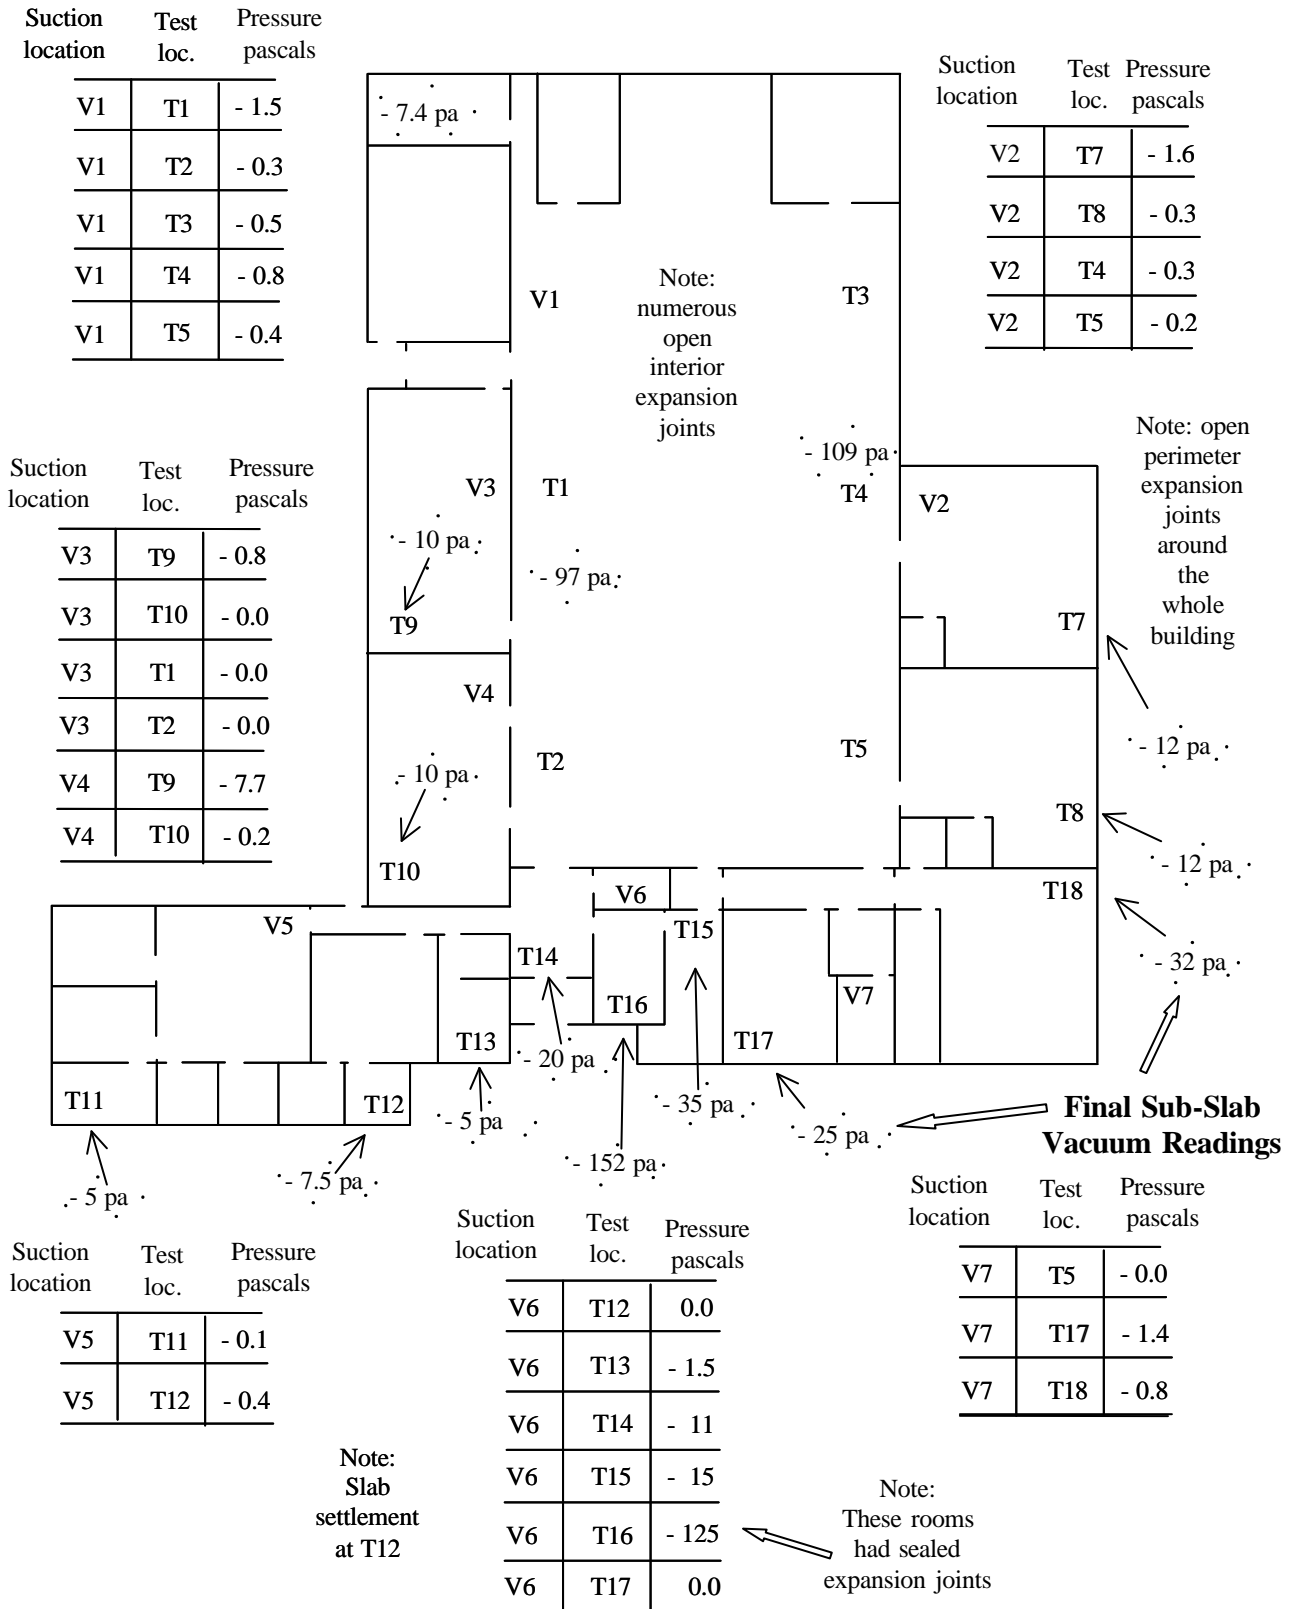 Suction location Test loc. Pressure pascals
V1 T1 - 1.5
V1 T2 - 0.3
V1 T3 - 0.5
V1 T4 - 0.8
V1 T5 - 0.4
Suction location Test loc. Pressure pascals
V2 T7 - 1.6
V2 T8 - 0.3
V2 T4 - 0.3
V2 T5 - 0.2
- 7.4 pa
V1
Note:
numerous
open
interior
expansion
joints
T3
- 109 pa
Note: open
perimeter
expansion
joints
around
the
whole
building
Suction location Test loc. Pressure pascals
V3 T9 - 0.8
V3 T10 - 0.0
V3 T1 - 0.0
V3 T2 - 0.0
V4 T9 - 7.7
V4 T10 - 0.2
V3
T1
T4
V2
- 10 pa
- 97 pa
T9
T7
V4
T2
T5
- 12 pa
- 10 pa
T8
T10
- 12 pa
V6
T18
V5
T15
T14
- 32 pa
T16
V7
T13
T17
- 20 pa
T11
T12
- 5 pa
- 35 pa
- 25 pa
Final Sub-Slab
Vacuum Readings
- 152 pa
- 7.5 pa
- 5 pa
Suction location Test loc. Pressure pascals
V5 T11 - 0.1
V5 T12 - 0.4
Note:
Slab
settlement
at T12
Suction location Test loc. Pressure pascals
V6 T12 0.0
V6 T13 - 1.5
V6 T14 - 11
V6 T15 - 15
V6 T16 - 125
V6 T17 0.0
Suction location Test loc. Pressure pascals
V7 T5 - 0.0
V7 T17 - 1.4
V7 T18 - 0.8
Note:
These rooms
had sealed
expansion joints